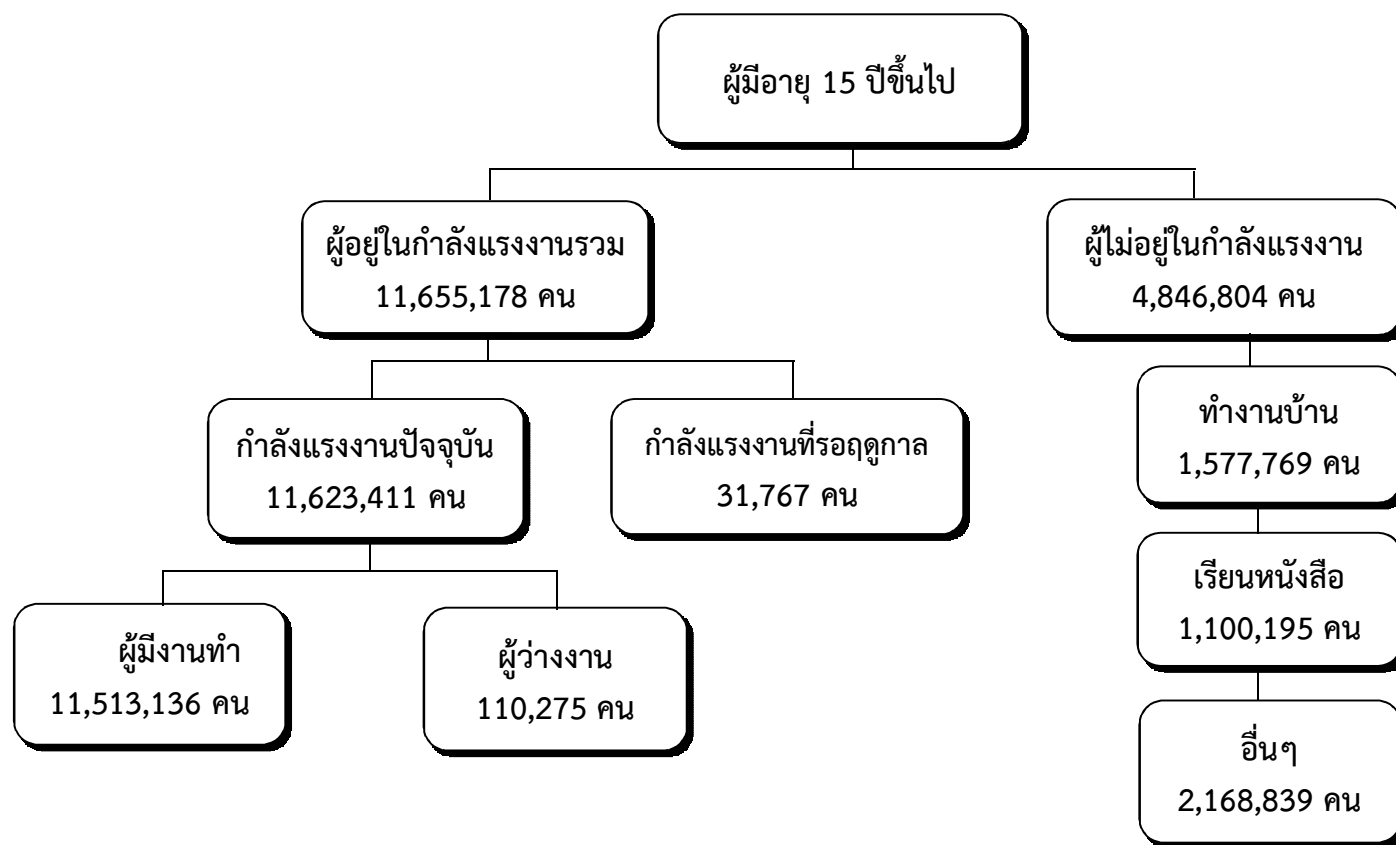 ผู้มีอายุ 15 ปีขึ้นไป
ผู้อยู่ในกำลังแรงงานรวม
11,655,178 คน
ผู้ไม่อยู่ในกำลังแรงงาน
4,846,804 คน
กำลังแรงงานปัจจุบัน
11,623,411 คน
กำลังแรงงานที่รอฤดูกาล
31,767 คน
ทำงานบ้าน
1,577,769 คน
เรียนหนังสือ
1,100,195 คน
ผู้มีงานทำ
11,513,136 คน
ผู้ว่างงาน
110,275 คน
อื่นๆ
2,168,839 คน